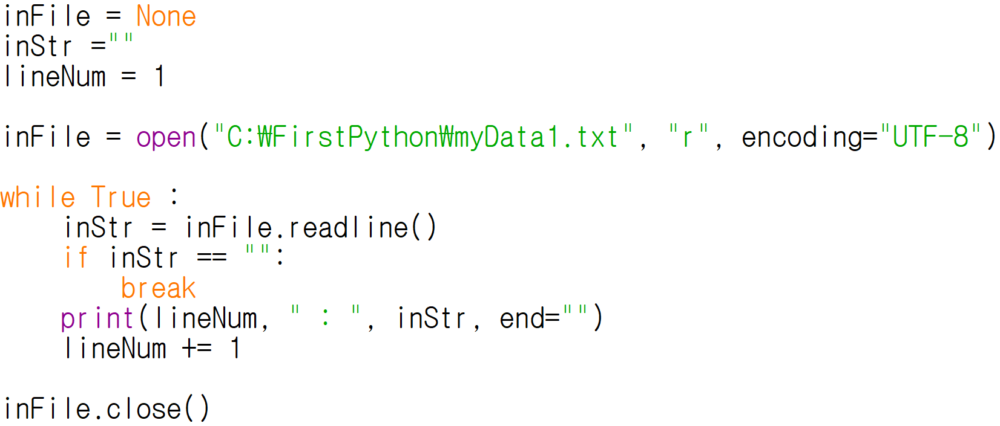 inFile = None
inStr =""
lineNum = 1
inFile = open("C:₩FirstPython₩myData1.txt", "r", encoding="UTF-8")
while True :
    inStr = inFile.readline()
    if inStr == "":
        break
    print(lineNum, " : ", inStr, end="")
    lineNum += 1
inFile.close()